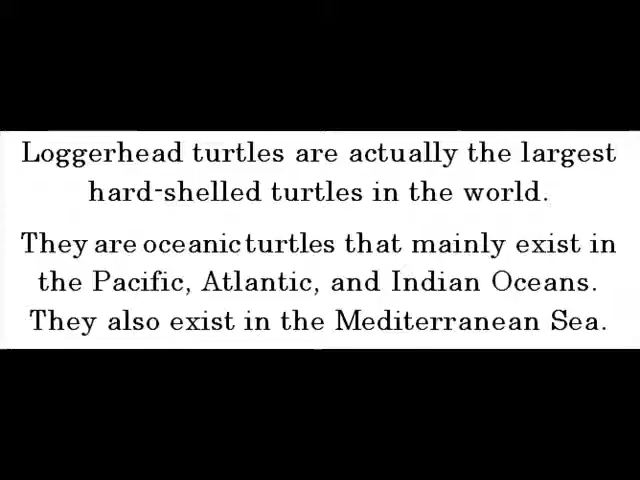 Loggerhead turtles are actually the largest
hard-shelled turtles in the world.
They are oceanic turtles that mainly exist in
the Pacific, Atlantic, and Indian Oceans.
They also exist in the Mediterranean Sea.